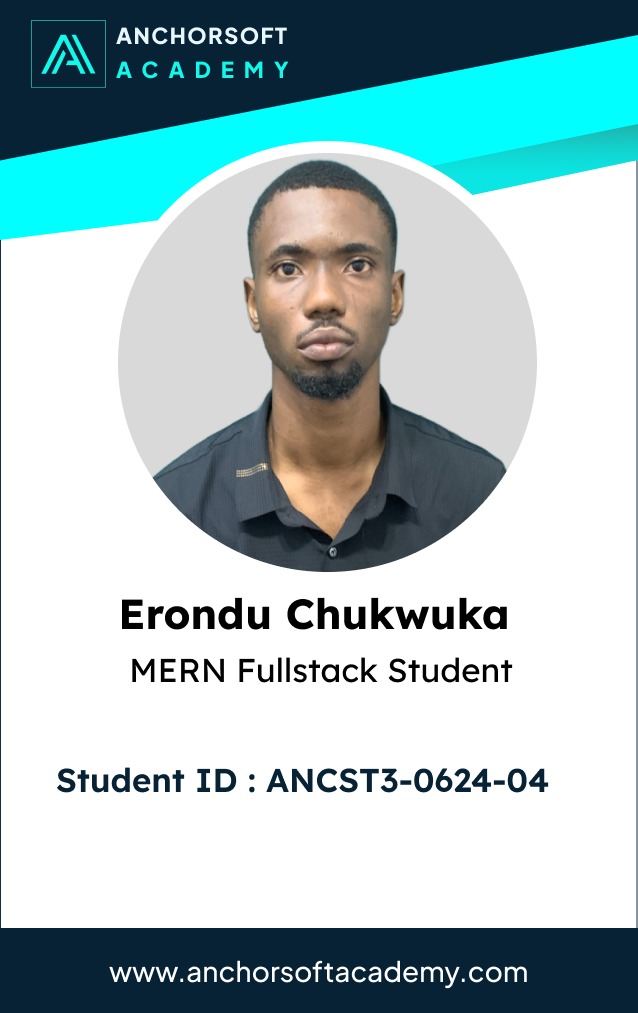 ANCHORSOFT
ACADEMY
Erondu Chukwuka
MERN Fullstack Student
Student ID : ANCST3-0624-04
www.anchorsoftacademy.com